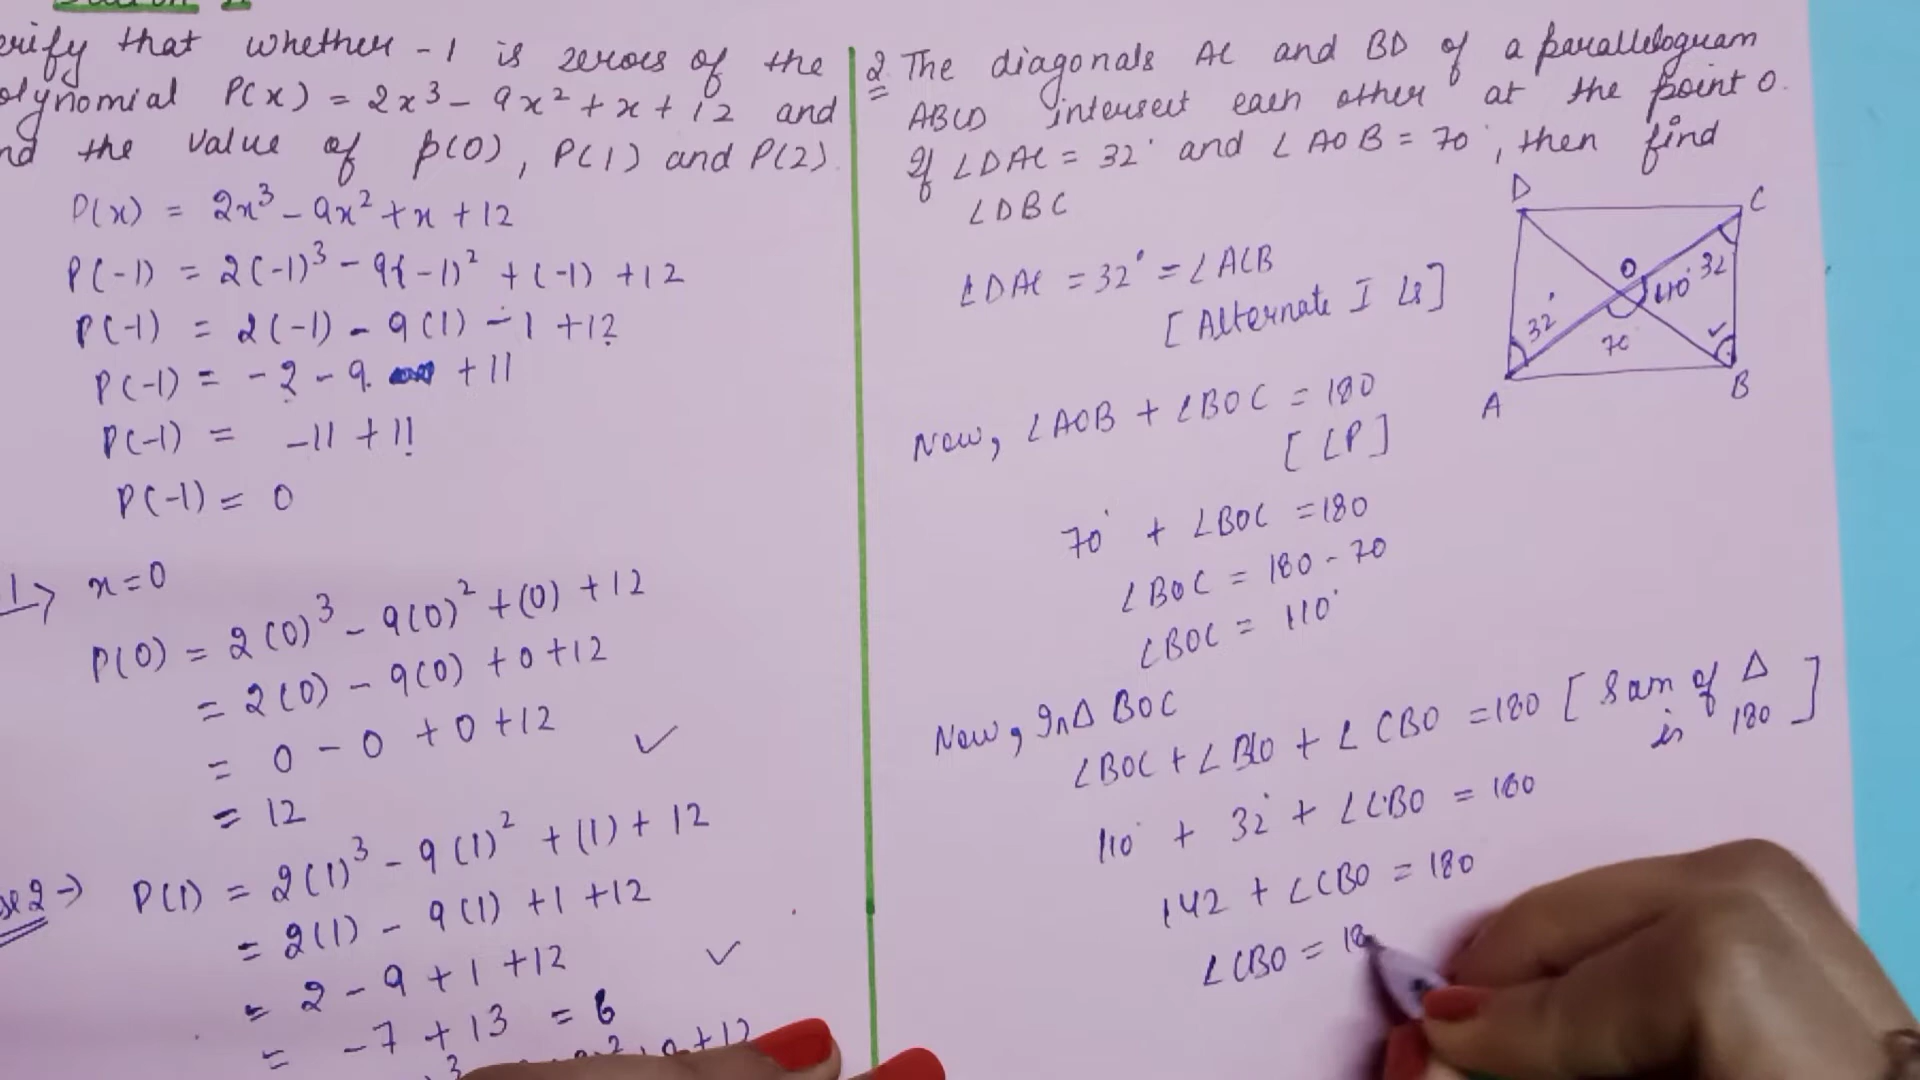 erify that whether -1 is zeroes of the
olynomial P(x) = 2x³ - 9x² + x + 12 and
nd the value of p(0), P(1) and P(2).
P(x) = 2x³ - 9x² + x + 12
P(-1) = 2(-1)³ - 9(-1)² + (-1) + 12
P(-1) = 2(-1) - 9(1) - 1 + 12
P(-1) = -2 - 9 + 11
P(-1) = -11 + 11
P(-1) = 0
1 → x = 0
P(0) = 2(0)³ - 9(0)² + (0) + 12
= 2(0) - 9(0) + 0 + 12
= 0 - 0 + 0 + 12 ✓
= 12
se 2 → P(1) = 2(1)³ - 9(1)² + (1) + 12
= 2(1) - 9(1) + 1 + 12
= 2 - 9 + 1 + 12 ✓
= -7 + 13 = 6
2 The diagonals AC and BD of a parallelogram
ABCD intersect each other at the point O.
If ∠DAC = 32° and ∠AOB = 70°, then find
∠DBC
D
C
O
110°
32
32°
70
✓
A
B
∠DAC = 32° = ∠ACB
[Alternate I ∠s]
Now, ∠AOB + ∠BOC = 180
[LP]
70° + ∠BOC = 180
∠BOC = 180 - 70
∠BOC = 110°
Now, In Δ BOC
∠BOC + ∠BCO + ∠CBO = 180 [Sum of Δ
is 180]
110° + 32° + ∠CBO = 180
142 + ∠CBO = 180
∠CBO = 18